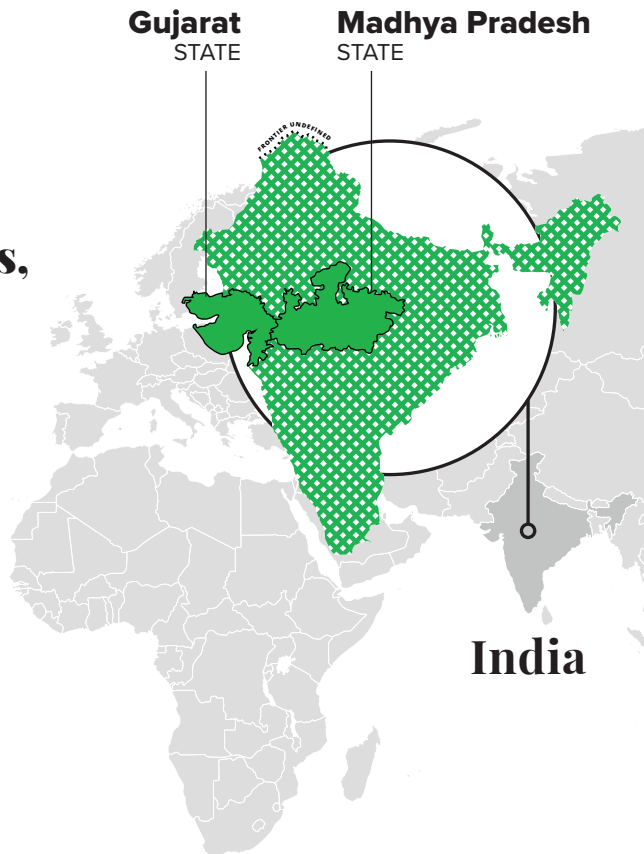 Gujarat
STATE
Madhya Pradesh
STATE
FRONTIER UNDEFINED
s,
India